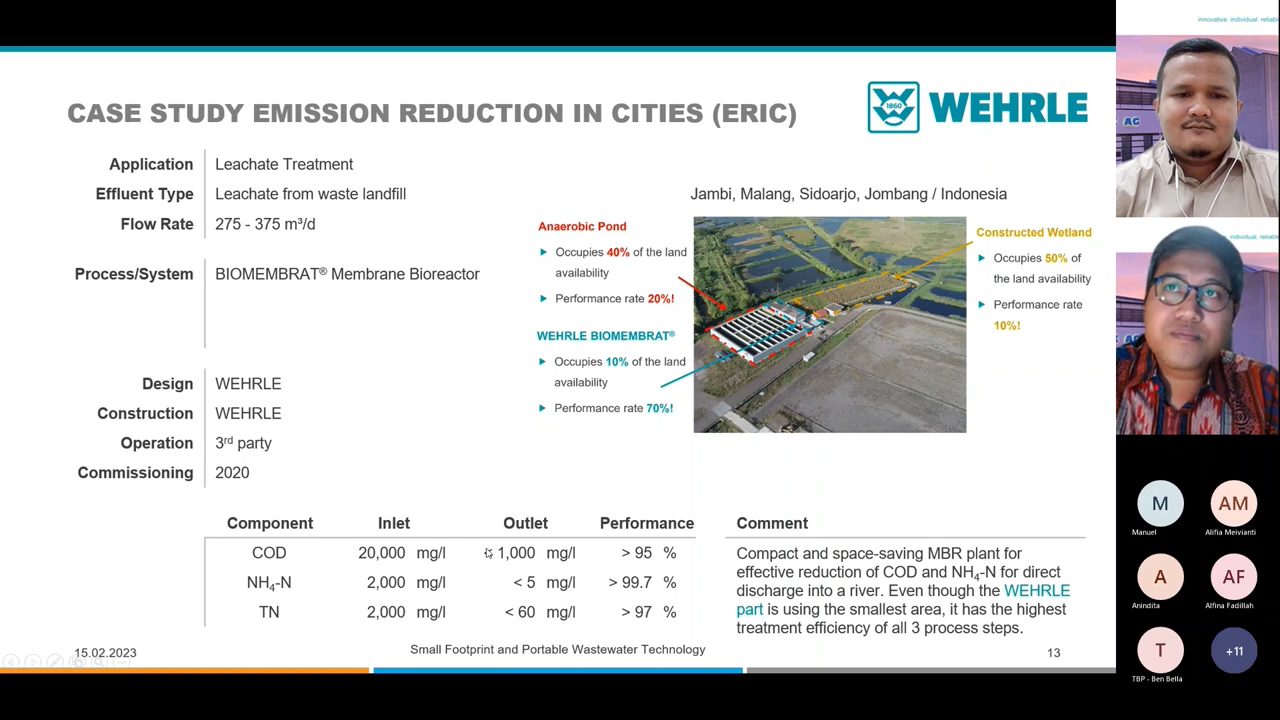 CASE STUDY EMISSION REDUCTION IN CITIES (ERIC)
1860
WEHRLE
Application Leachate Treatment
Effluent Type Leachate from waste landfill
Flow Rate 275 - 375 m³/d
Process/System BIOMEMBRAT® Membrane Bioreactor
Design WEHRLE
Construction WEHRLE
Operation 3rd party
Commissioning 2020
Jambi, Malang, Sidoarjo, Jombang / Indonesia
Anaerobic Pond
Occupies 40% of the land
availability
Performance rate 20%!
WEHRLE BIOMEMBRAT®
Occupies 10% of the land
availability
Performance rate 70%!
Constructed Wetland
Occupies 50% of
the land availability
Performance rate
10%!
Component Inlet Outlet Performance
COD 20,000 mg/l 1,000 mg/l > 95 %
NH₄-N 2,000 mg/l < 5 mg/l > 99.7 %
TN 2,000 mg/l < 60 mg/l > 97 %
Comment
Compact and space-saving MBR plant for
effective reduction of COD and NH₄-N for direct
discharge into a river. Even though the WEHRLE
part is using the smallest area, it has the highest
treatment efficiency of all 3 process steps.
15.02.2023
Small Footprint and Portable Wastewater Technology
13
innovative. individual. reliab
AG
M
Manuel
AM
Alifia Meivianti
A
Anindita
AF
Alfina Fadillah
T
TBP - Ben Bella
+11